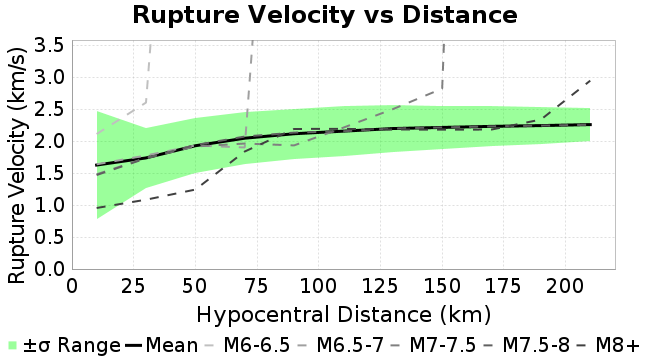 Rupture Velocity vs Distance
Rupture Velocity (km/s)
3.5
3.0
2.5
2.0
1.5
1.0
0.5
0.0
0 25 50 75 100 125 150 175 200
Hypocentral Distance (km)
±σ Range Mean M6-6.5 M6.5-7 M7-7.5 M7.5-8 M8+